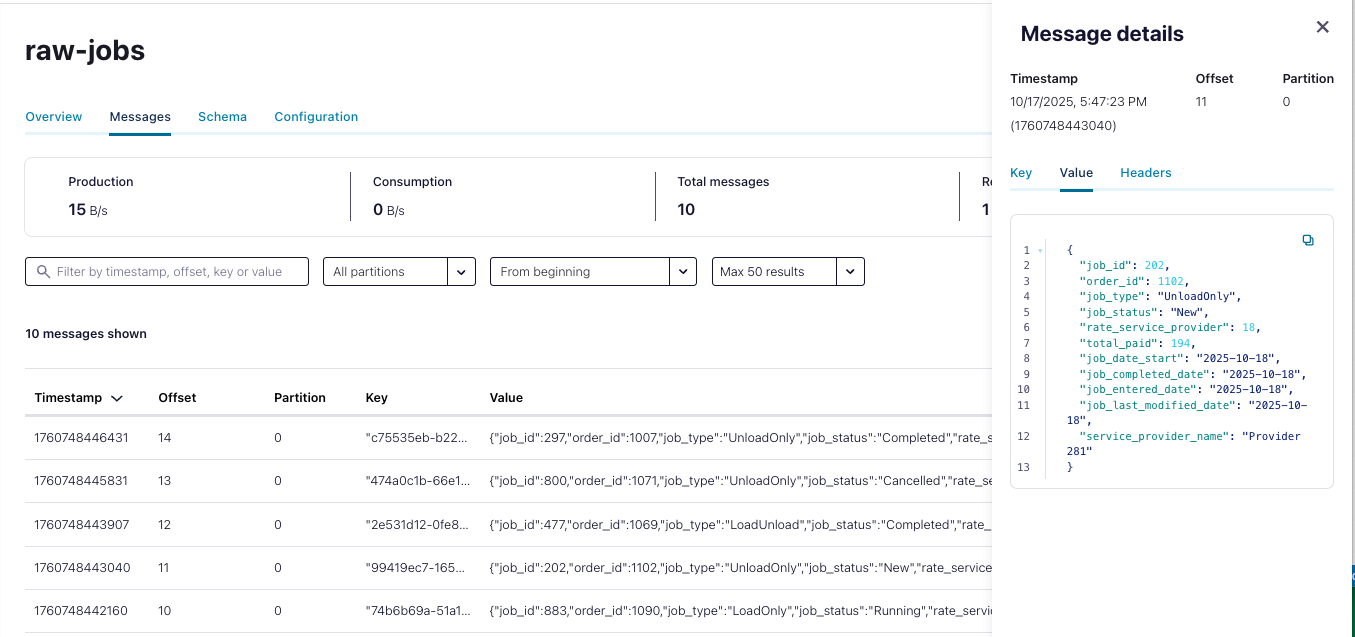 raw-jobs
Overview Messages Schema Configuration
Production Consumption Total messages
15 B/s 0 B/s 10 1
Filter by timestamp, offset, key or value All partitions From beginning Max 50 results
10 messages shown
Timestamp Offset Partition Key Value
1760748446431 14 0 "c75535eb-b22... {"job_id":297,"order_id":1007,"job_type":"UnloadOnly","job_status":"Completed","rate_s
1760748445831 13 0 "474a0c1b-66e1... {"job_id":800,"order_id":1071,"job_type":"UnloadOnly","job_status":"Cancelled","rate_se
1760748443907 12 0 "2e531d12-0fe8... {"job_id":477,"order_id":1069,"job_type":"LoadUnload","job_status":"Completed","rate_
1760748443040 11 0 "99419ec7-165... {"job_id":202,"order_id":1102,"job_type":"UnloadOnly","job_status":"New","rate_service
1760748442160 10 0 "74b6b69a-51a1... {"job_id":883,"order_id":1090,"job_type":"LoadOnly","job_status":"Running","rate_servi
Message details
Timestamp Offset Partition
10/17/2025, 5:47:23 PM 11 0
(1760748443040)
Key Value Headers
1 {
2 "job_id": 202,
3 "order_id": 1102,
4 "job_type": "UnloadOnly",
5 "job_status": "New",
6 "rate_service_provider": 18,
7 "total_paid": 194,
8 "job_date_start": "2025-10-18",
9 "job_completed_date": "2025-10-18",
10 "job_entered_date": "2025-10-18",
11 "job_last_modified_date": "2025-10-
18",
12 "service_provider_name": "Provider
281"
13 }